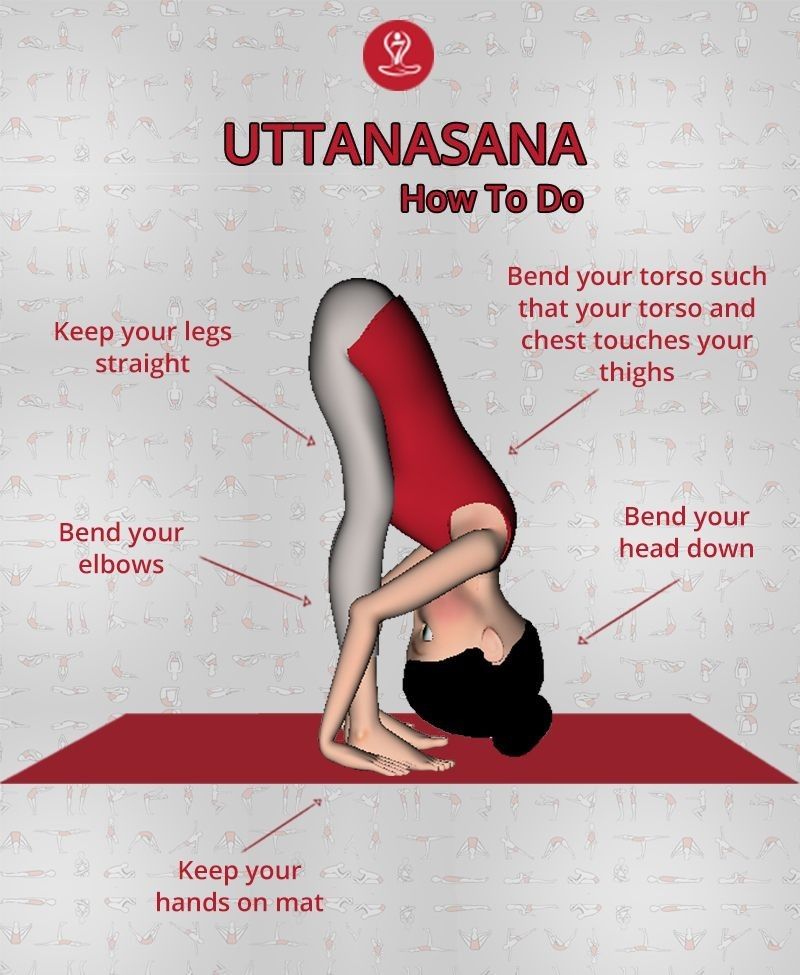 UTTANASANA
How To Do
Keep your legs
straight
Bend your torso such
that your torso and
chest touches your
thighs
Bend your
elbows
Bend your
head down
Keep your
hands on mat